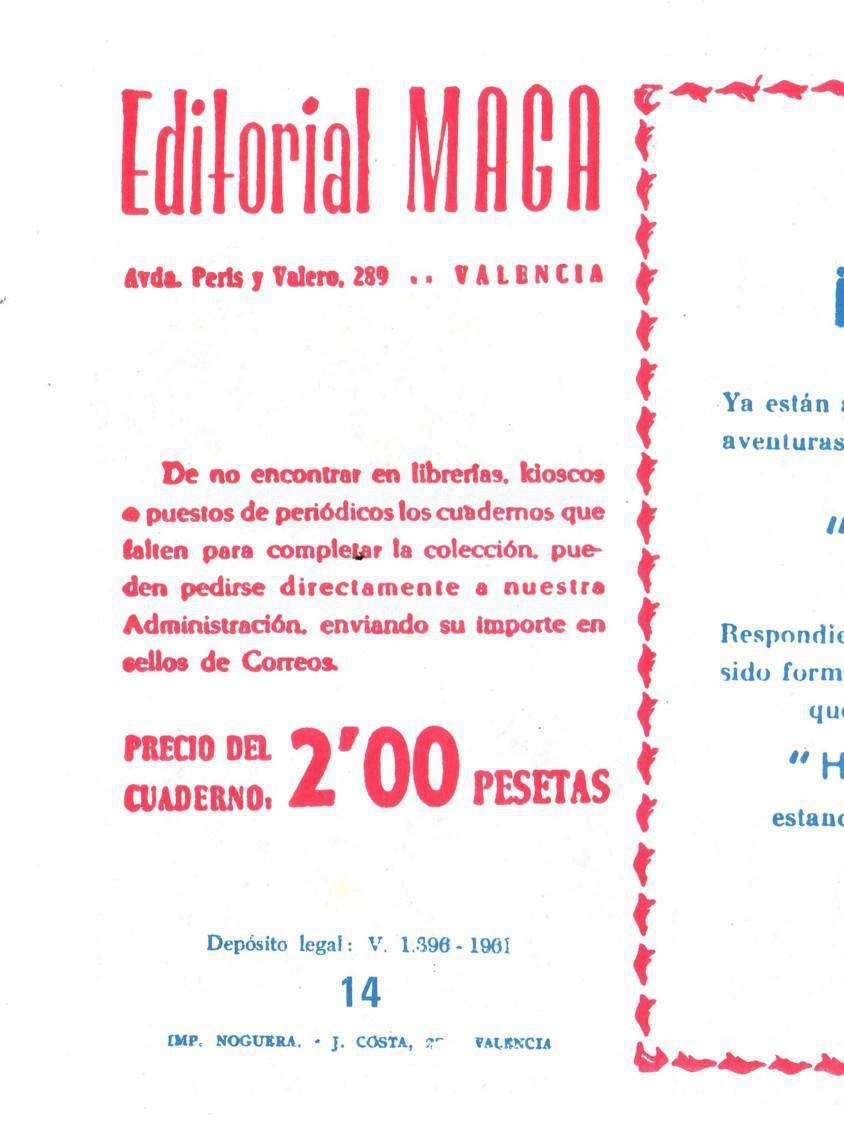 Editorial MAGA
Avda. Peris y Valero, 289 .. VALENCIA
De no encontrar en librerías, kioscos
o puestos de periódicos los cuadernos que
falten para completar la colección, pue-
den pedirse directamente a nuestra
Administración, enviando su importe en
sellos de Correos.
PRECIO DEL
CUADERNO: 2'00 PESETAS
Depósito legal: V. 1.396 - 1961
14
IMP. NOGUERA. - J. COSTA, VALENCIA
Ya están
aventuras
"
Respondie
sido form
que
" H
estand